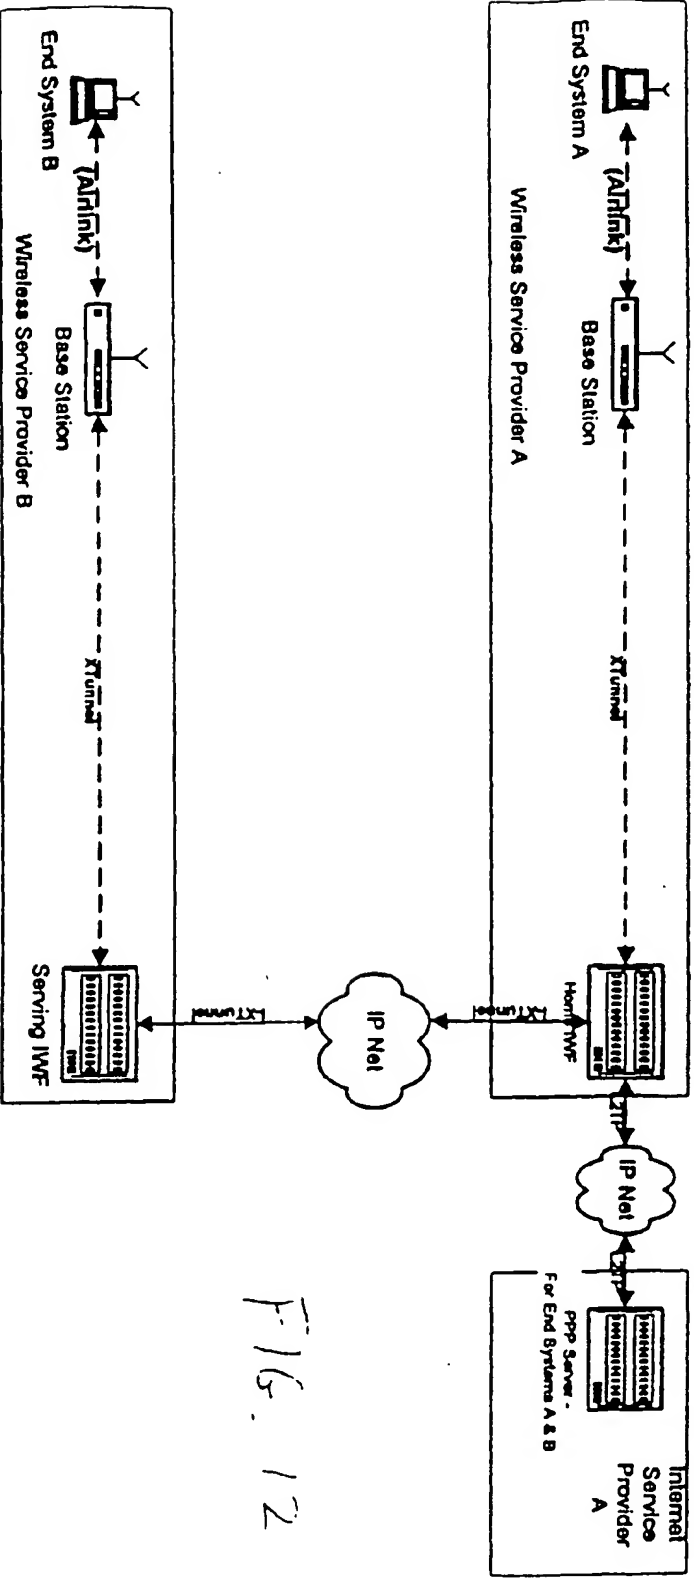 End System A
(Airlink)
Base Station
Wireless Service Provider A
XTunnel
Home IWF
L2TP
IP Net
L2TP
PPP Server -
For End Systems A & B
Internet
Service
Provider
A
I-XTunnel
IP Net
I-XTunnel
End System B
(Airlink)
Base Station
Wireless Service Provider B
XTunnel
Serving IWF
FIG. 12